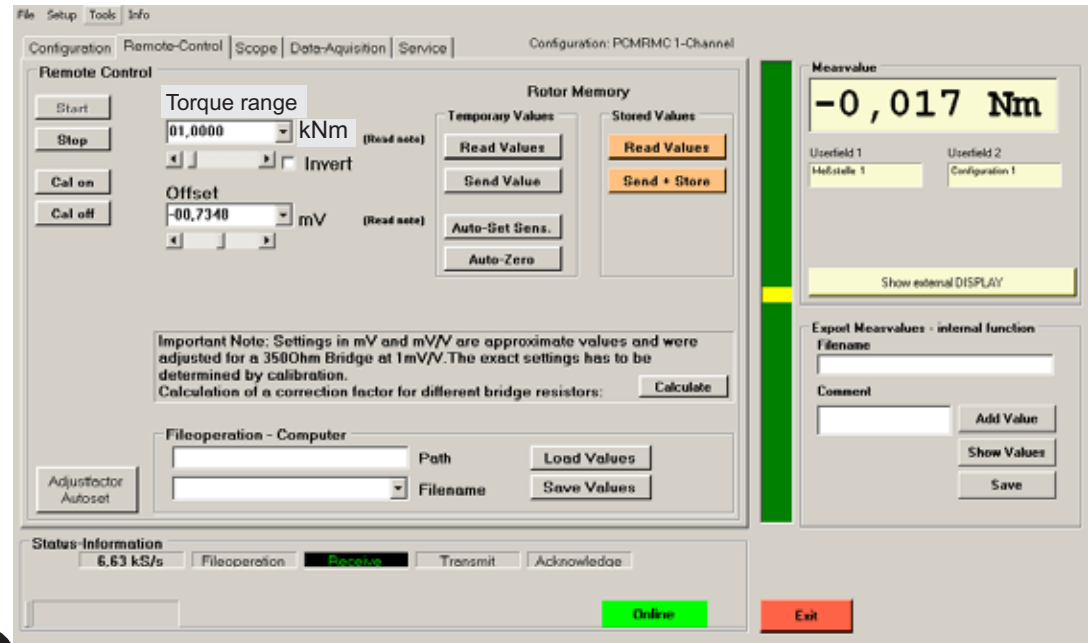 File Setup Tools Info
Configuration Remote-Control Scope Data-Aquisition Service
Configuration: PCMRMC 1-Channel
Remote Control
Start
Stop
Cal on
Cal off
Torque range
01,0000 kNm (Read note)
Invert
Offset
-00,7348 mV (Read note)
Rotor Memory
Temporary Values
Read Values
Send Value
Auto-Set Sens.
Auto-Zero
Stored Values
Read Values
Send + Store
Important Note: Settings in mV and mV/V are approximate values and were
adjusted for a 350Ohm Bridge at 1mV/V.The exact settings has to be
determined by calibration.
Calculation of a correction factor for different bridge resistors: Calculate
Fileoperation - Computer
Path Load Values
Filename Save Values
Adjustfactor
Autoset
Measvalue
-0,017 Nm
Userfield 1 Userfield 2
Meßstelle 1 Configuration 1
Show external DISPLAY
Export Measvalues - internal function
Filename
Comment
Add Value
Show Values
Save
Status-Information
6,63 kS/s Fileoperation Receive Transmit Acknowledge
Online
Exit